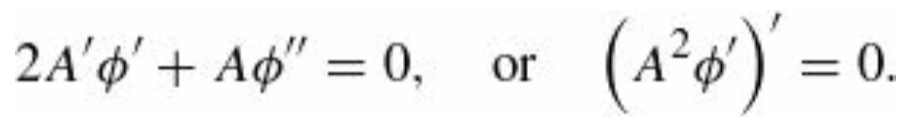 2A′ϕ′ + Aϕ″ = 0, or (A²ϕ′)′ = 0.